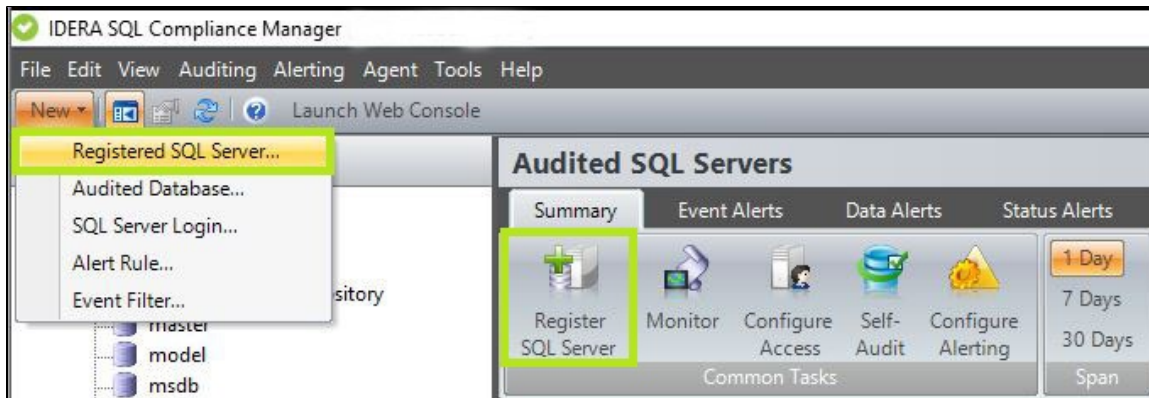 IDERA SQL Compliance Manager
File Edit View Auditing Alerting Agent Tools Help
New Launch Web Console
Registered SQL Server...
Audited Database...
SQL Server Login...
Alert Rule...
Event Filter...
sitory
master
model
msdb
Audited SQL Servers
Summary Event Alerts Data Alerts Status Alerts
Register SQL Server
Monitor
Configure Access
Self-Audit
Configure Alerting
Common Tasks
1 Day
7 Days
30 Days
Span